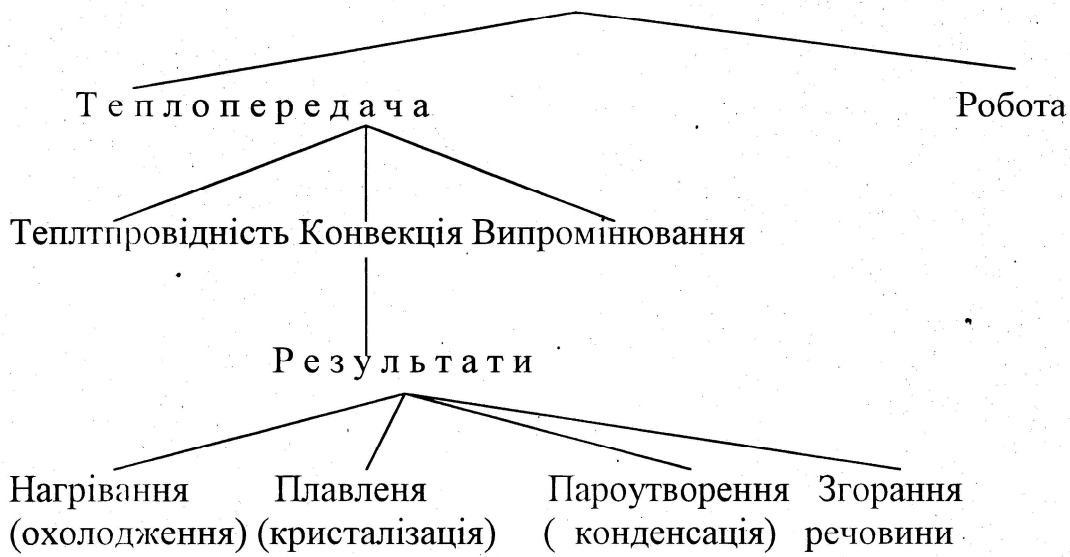 Теплопередача Робота
Теплтпровідність Конвекція Випромінювання
Результати
Нагрівання Плавленя Пароутворення Згорання
(охолодження) (кристалізація) ( конденсація) речовини